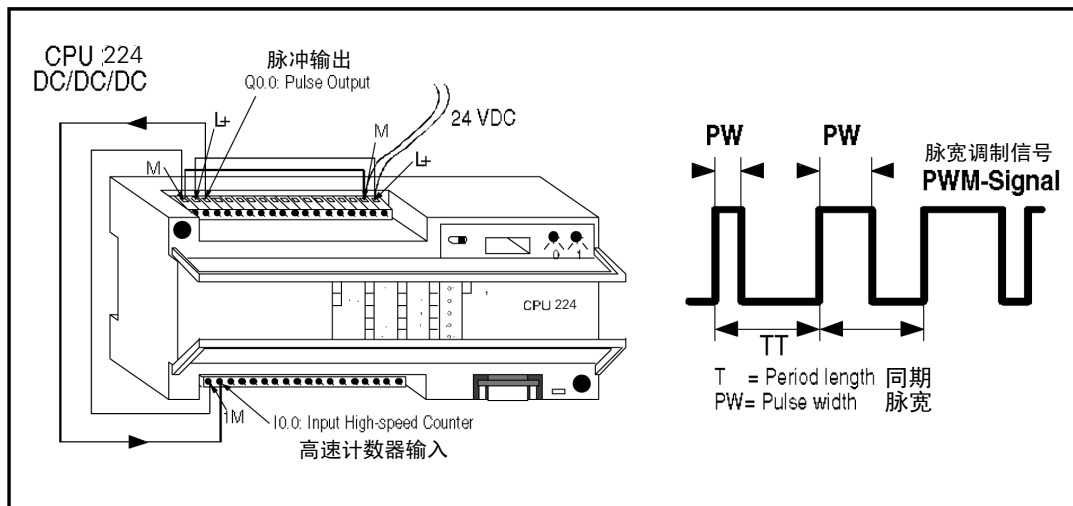 CPU 224
DC/DC/DC
脉冲输出
Q0.0: Pulse Output
L+
M
M
24 VDC
L+
0 1
CPU 224
1M
I0.0: Input High-speed Counter
高速计数器输入
PW
PW
脉宽调制信号
PWM-Signal
TT
T = Period length 同期
PW= Pulse width 脉宽